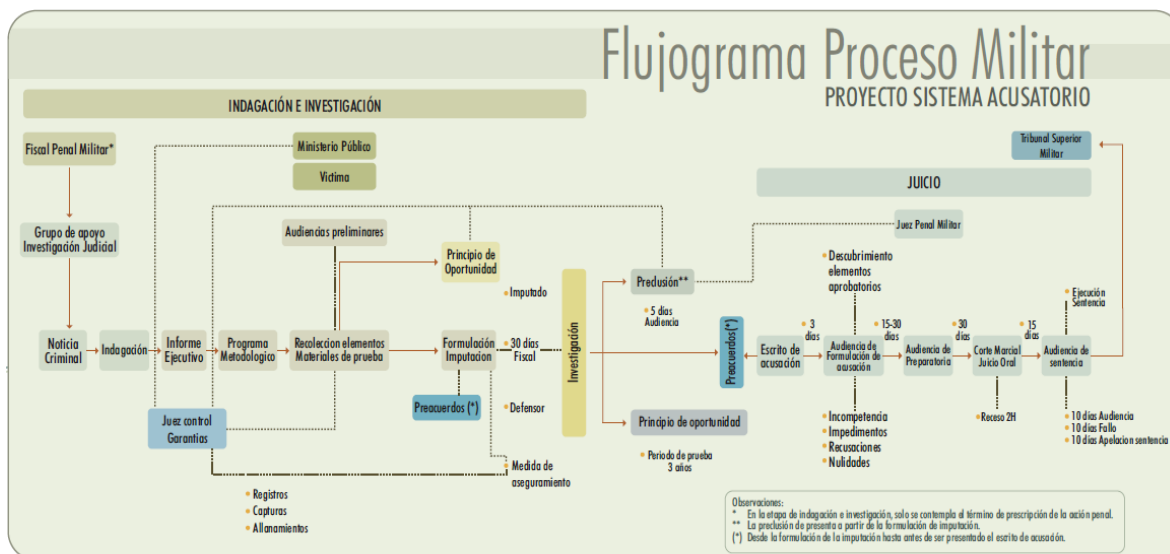 Flujograma Proceso Militar
PROYECTO SISTEMA ACUSATORIO
INDAGACIÓN E INVESTIGACIÓN
Fiscal Penal Militar*
Grupo de apoyo
Investigación Judicial
Noticia
Criminal
Indagación
Informe
Ejecutivo
Programa
Metodologico
Recoleccion elementos
Materiales de prueba
Audiencias preliminares
Ministerio Público
Victima
Principio de
Oportunidad
Formulación
Imputacion
Preacuerdos (*)
Juez control
Garantias
• Registros
• Capturas
• Allanamientos
• Imputado
• 30 días
Fiscal
• Defensor
• Medida de
aseguramiento
Investigación
Preclusión**
• 5 dias
Audiencia
Principio de oportunidad
• Periodo de prueba
3 años
Preacuerdos(*)
JUICIO
Tribunal Superior
Militar
Juez Penal Militar
• Descubrimiento
elementos
aprobatorios
Escrito de
acusación
• 3
días
Audiencia de
Formulación de
acusación
• 15-30
días
Audiencia de
Preparatoria
• 30
días
Corte Marcial
Juicio Oral
• 15
días
Audiencia de
sentencia
• Ejecución
Sentencia
• Incompetencia
• Impedimentos
• Recusaciones
• Nulidades
• Receso 2H
• 10 dias Audiencia
• 10 dias Fallo
• 10 dias Apelacion sentencia
Observaciones:
* En la etapa de indagación e investigación, solo se contempla el término de prescripción de la acción penal.
** La preclusión de presenta a partir de la formulación de imputación.
(*) Desde la formulación de la imputación hasta antes de ser presentado el escrito de acusación.